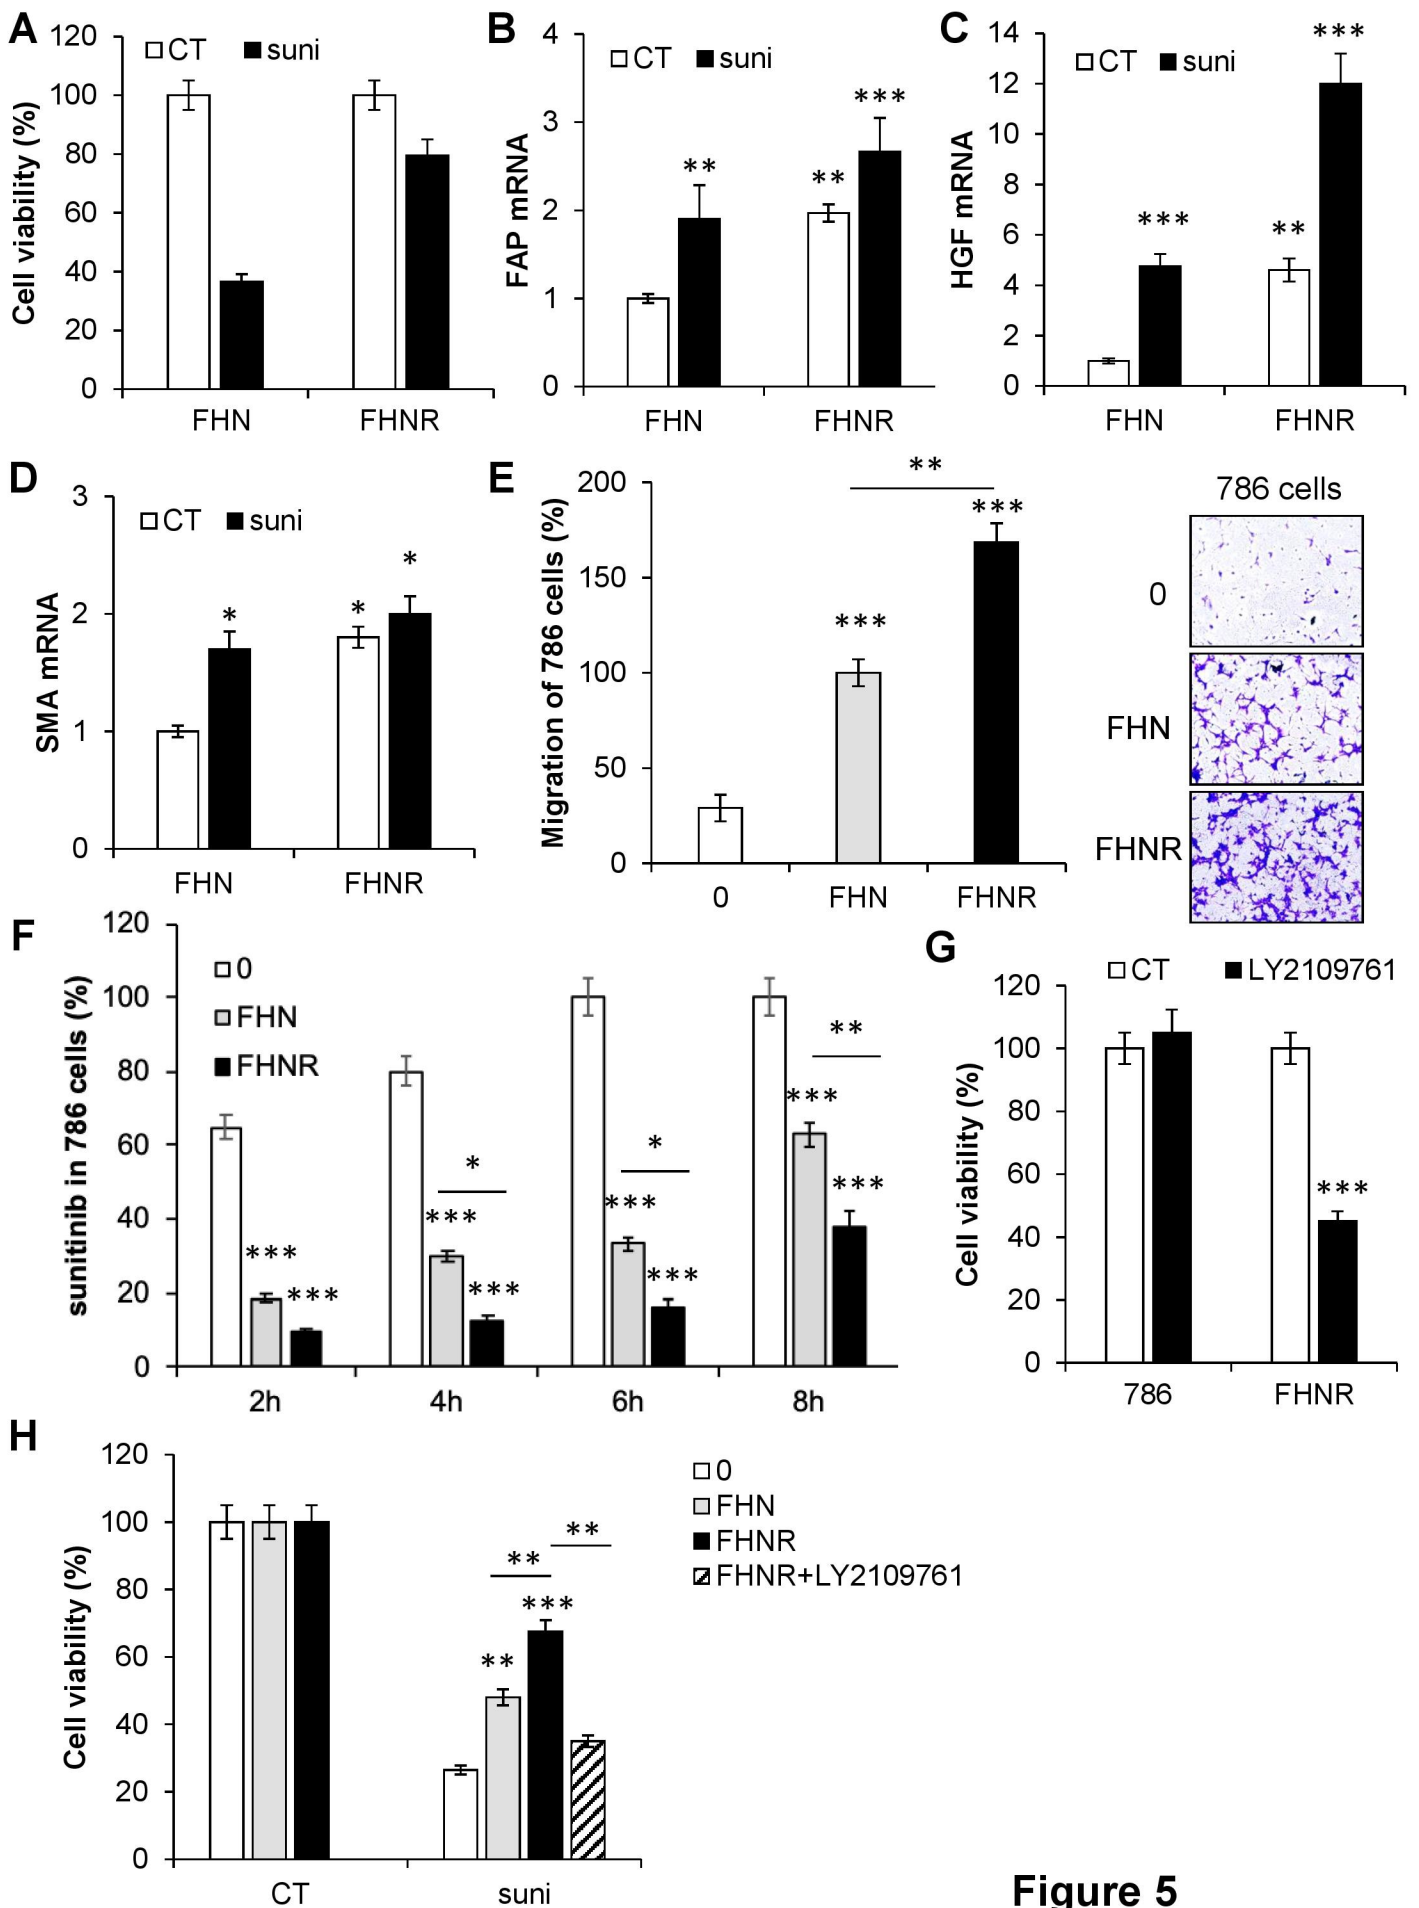 A
Cell viability (%)
120
100
80
60
40
20
0
CT suni
FHN FHNR
B
FAP mRNA
4
3
2
1
0
CT suni
**
**
***
FHN FHNR
C
HGF mRNA
14
12
10
8
6
4
2
0
CT suni
***
**
***
FHN FHNR
D
SMA mRNA
3
2
1
0
CT suni
*
*
*
FHN FHNR
E
Migration of 786 cells (%)
200
150
100
50
0
**
***
***
0 FHN FHNR
786 cells
0
FHN
FHNR
F
sunitinib in 786 cells (%)
120
100
80
60
40
20
0
0
FHN
FHNR
***
***
*
***
***
*
***
***
**
***
***
2h 4h 6h 8h
G
Cell viability (%)
120
100
80
60
40
20
0
CT LY2109761
***
786 FHNR
H
Cell viability (%)
120
100
80
60
40
20
0
0
FHN
FHNR
FHNR+LY2109761
**
**
***
**
CT suni
Figure 5